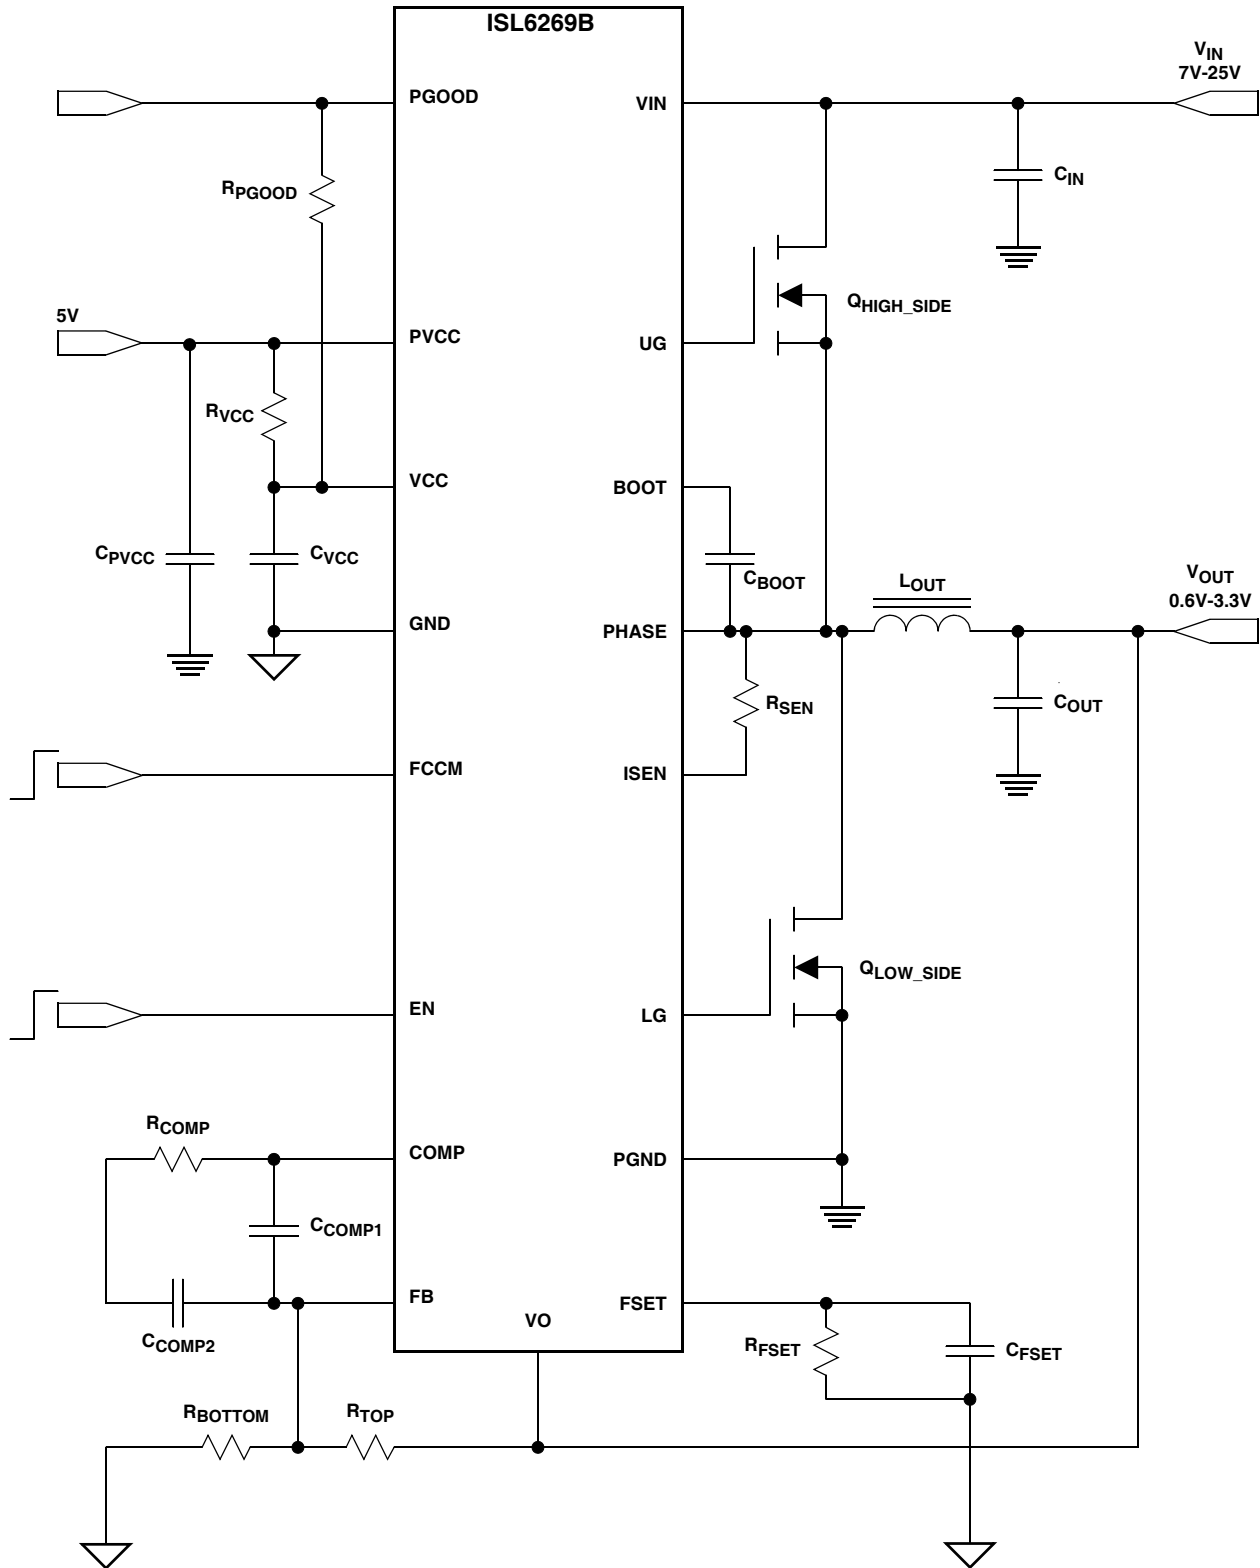 ISL6269B
VIN
7V-25V
PGOOD
VIN
CIN
RPGOOD
QHIGH_SIDE
5V
PVCC
UG
RVCC
VCC
BOOT
CPVCC
CVCC
CBOOT
LOUT
VOUT
0.6V-3.3V
GND
PHASE
RSEN
COUT
FCCM
ISEN
QLOW_SIDE
EN
LG
RCOMP
COMP
PGND
CCOMP1
FB
FSET
VO
CCOMP2
RFSET
CFSET
RBOTTOM
RTOP